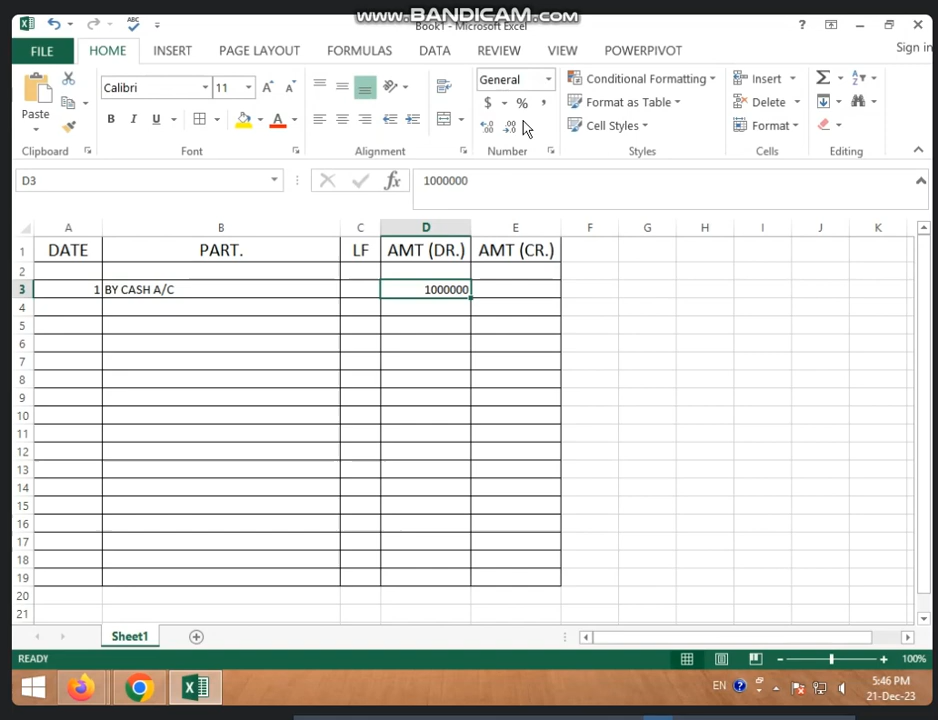 www.BANDICAM.com
Book1 - Microsoft Excel
ABC
?
FILE
HOME
INSERT
PAGE LAYOUT
FORMULAS
DATA
REVIEW
VIEW
POWERPIVOT
Sign in
Paste
Calibri
11
A
A
B
I
U
A
General
$
%
,
Conditional Formatting
Format as Table
Cell Styles
Insert
Delete
Format
Clipboard
Font
Alignment
Number
Styles
Cells
Editing
D3
fx
1000000
A B C D E F G H I J K
1 DATE PART. LF AMT (DR.) AMT (CR.)
2
3 1 BY CASH A/C 1000000
4
5
6
7
8
9
10
11
12
13
14
15
16
17
18
19
20
21
Sheet1
READY
100%
EN
5:46 PM
21-Dec-23